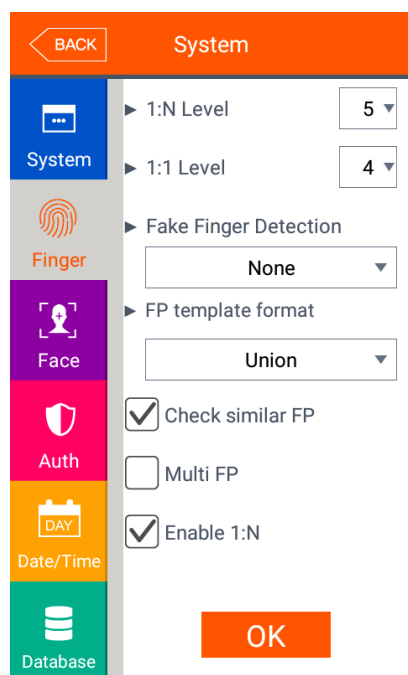 BACK
System
System
Finger
Face
Auth
DAY
Date/Time
Database
1:N Level
5
1:1 Level
4
Fake Finger Detection
None
FP template format
Union
Check similar FP
Multi FP
Enable 1:N
OK